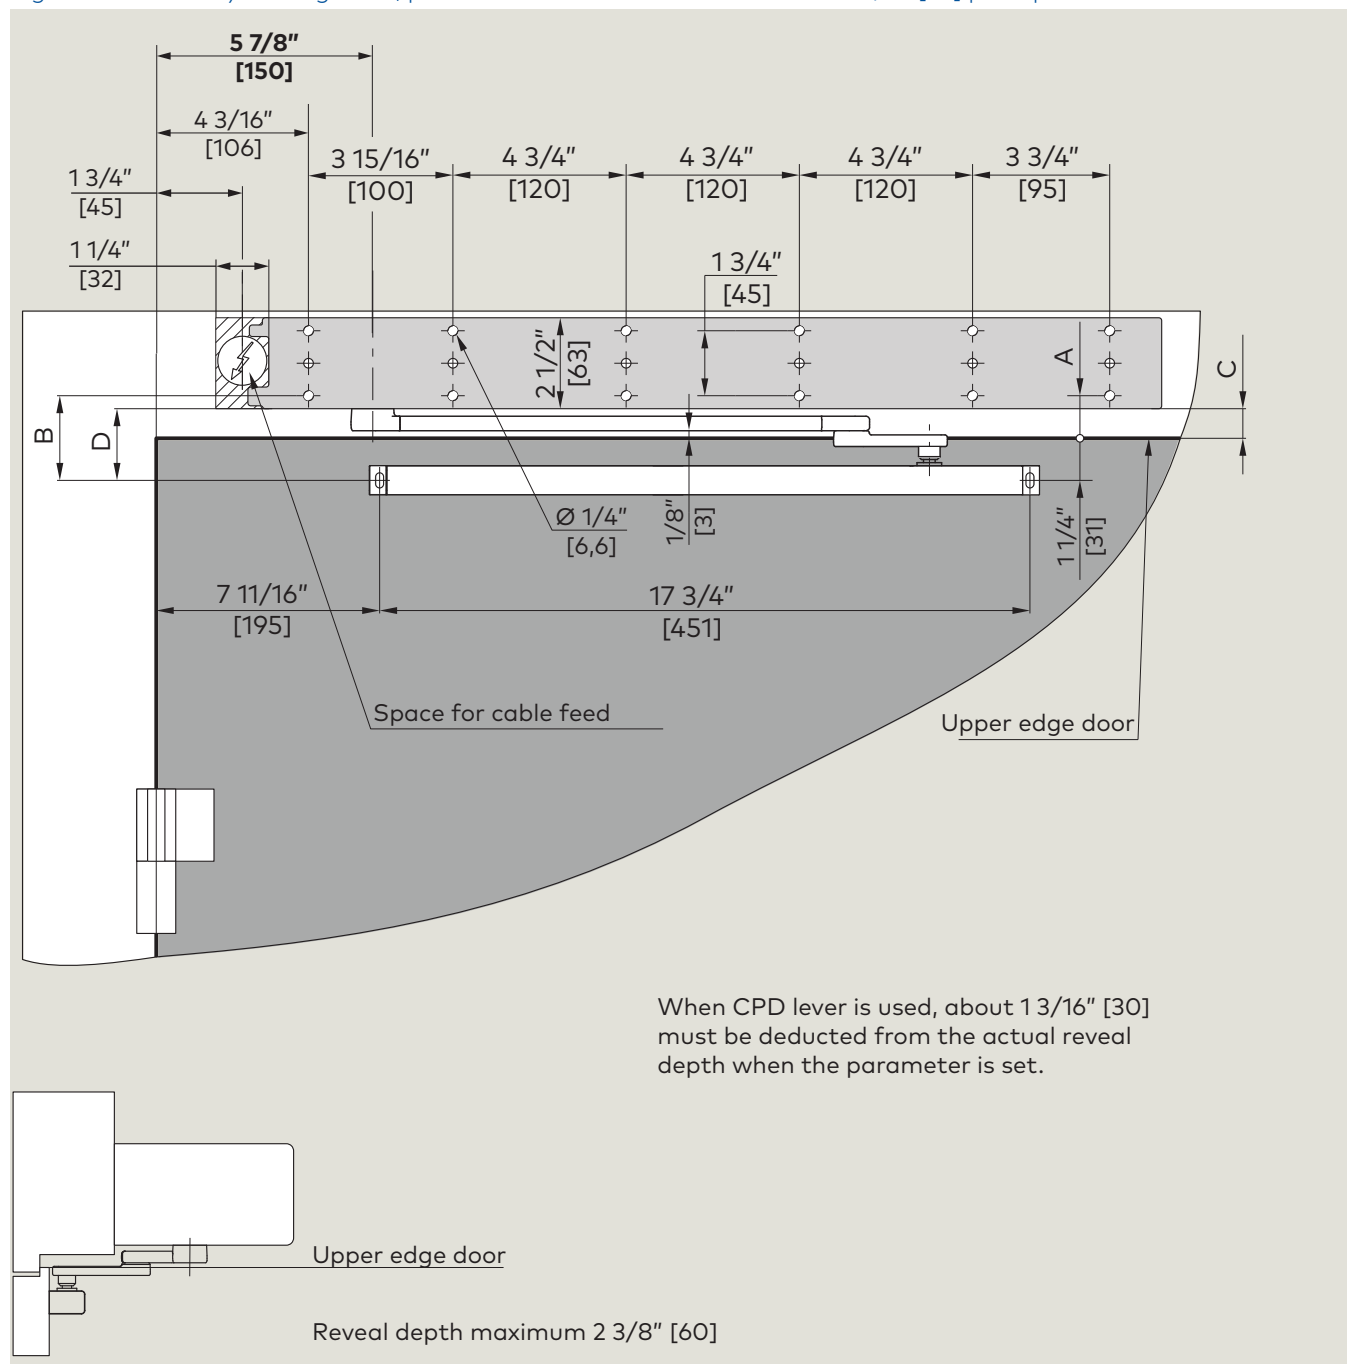 5 7/8”
[150]
4 3/16”
[106]
3 15/16”
[100]
4 3/4”
[120]
4 3/4”
[120]
4 3/4”
[120]
3 3/4”
[95]
1 3/4”
[45]
1 1/4”
[32]
1 3/4”
[45]
2 1/2”
[63]
A
C
B
D
Ø 1/4”
[6,6]
1/8”
[3]
1 1/4”
[31]
7 11/16”
[195]
17 3/4”
[451]
Space for cable feed
Upper edge door
When CPD lever is used, about 1 3/16” [30]
must be deducted from the actual reveal
depth when the parameter is set.
Upper edge door
Reveal depth maximum 2 3/8” [60]